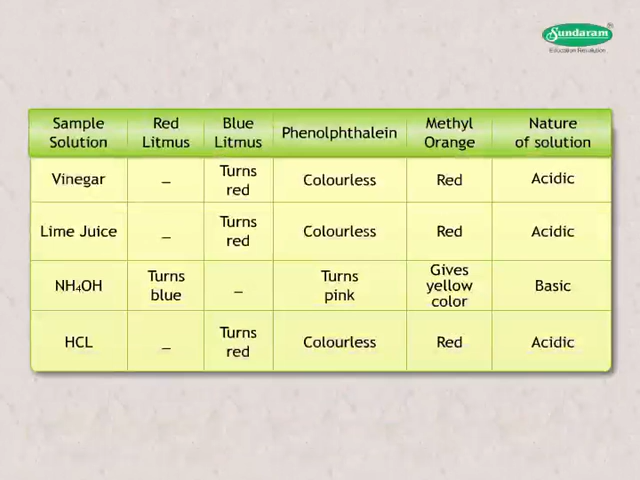 Sundaram
Education Revolution
Sample Solution | Red Litmus | Blue Litmus | Phenolphthalein | Methyl Orange | Nature of solution
Vinegar | – | Turns red | Colourless | Red | Acidic
Lime Juice | – | Turns red | Colourless | Red | Acidic
NH₄OH | Turns blue | – | Turns pink | Gives yellow color | Basic
HCL | – | Turns red | Colourless | Red | Acidic